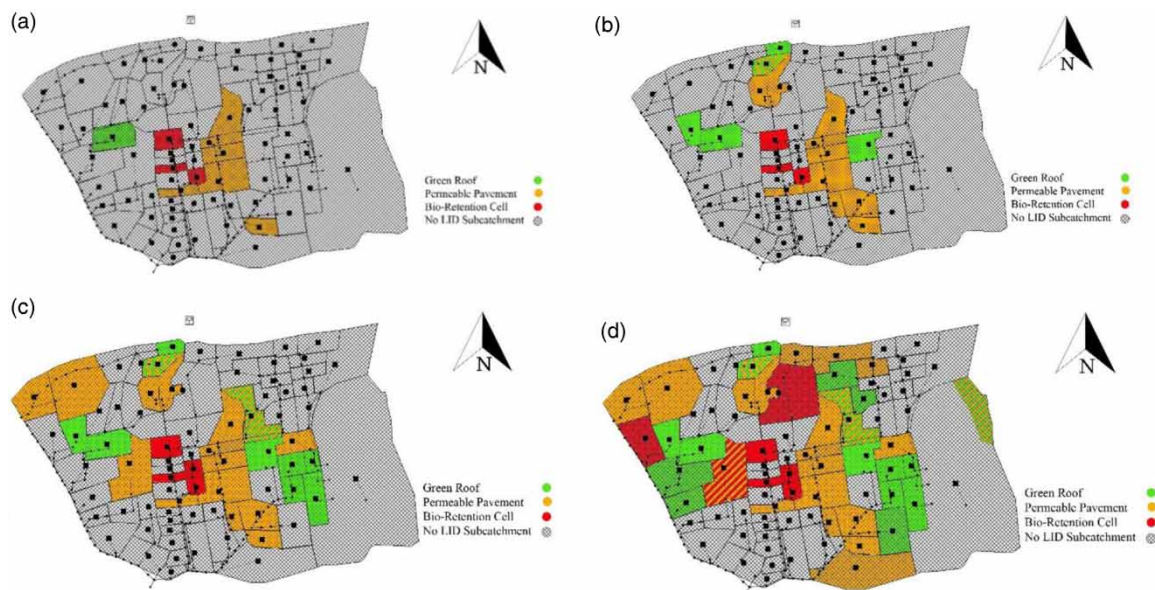 (a)
N
Green Roof
Permeable Pavement
Bio-Retention Cell
No LID Subcatchment
(b)
N
Green Roof
Permeable Pavement
Bio-Retention Cell
No LID Subcatchment
(c)
N
Green Roof
Permeable Pavement
Bio-Retention Cell
No LID Subcatchment
(d)
N
Green Roof
Permeable Pavement
Bio-Retention Cell
No LID Subcatchment